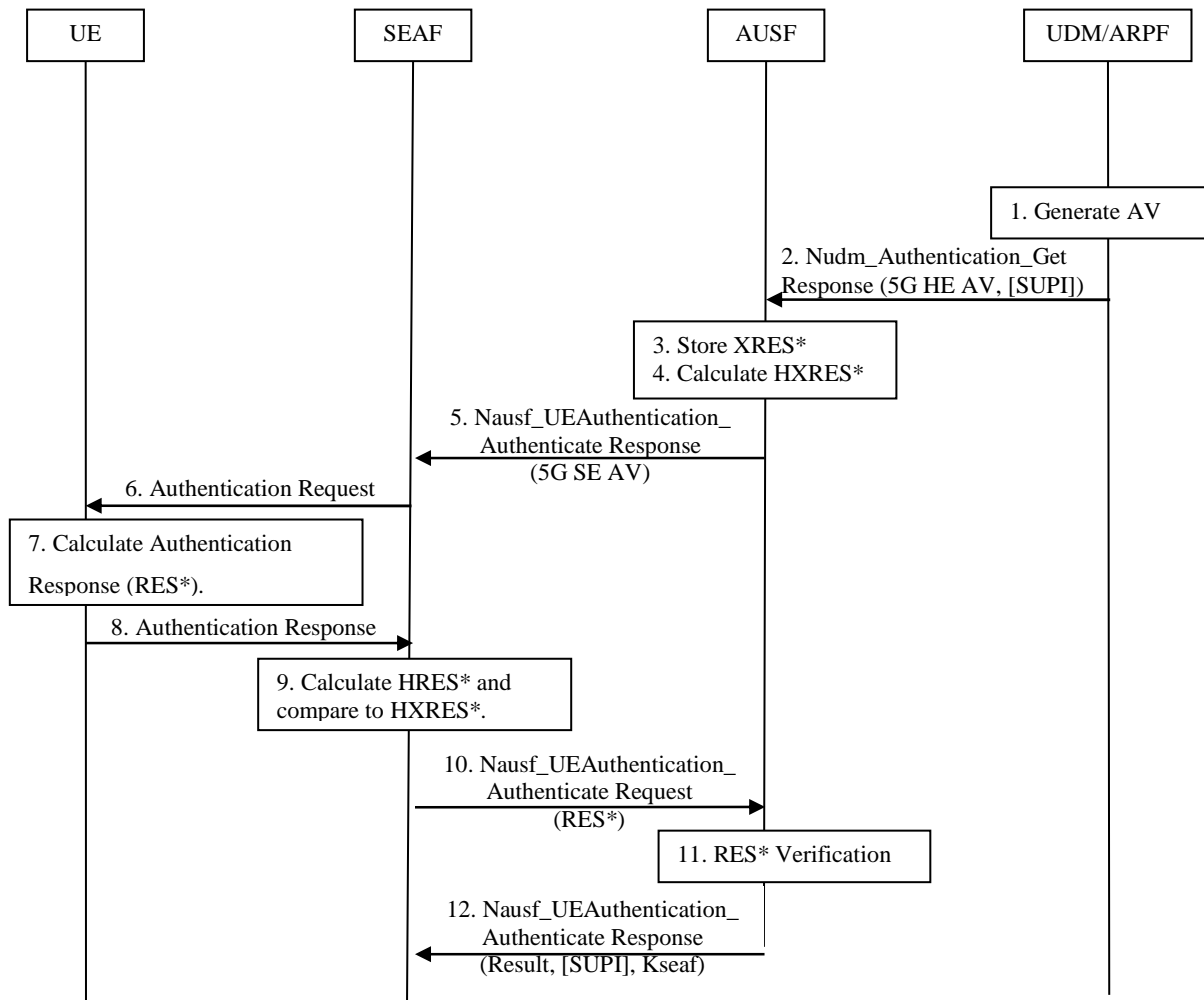 UE
SEAF
AUSF
UDM/ARPF
1. Generate AV
2. Nudm_Authentication_Get
Response (5G HE AV, [SUPI])
3. Store XRES*
4. Calculate HXRES*
5. Nausf_UEAuthentication_
Authenticate Response
(5G SE AV)
6. Authentication Request
7. Calculate Authentication
Response (RES*).
8. Authentication Response
9. Calculate HRES* and
compare to HXRES*.
10. Nausf_UEAuthentication_
Authenticate Request
(RES*)
11. RES* Verification
12. Nausf_UEAuthentication_
Authenticate Response
(Result, [SUPI], Kseaf)